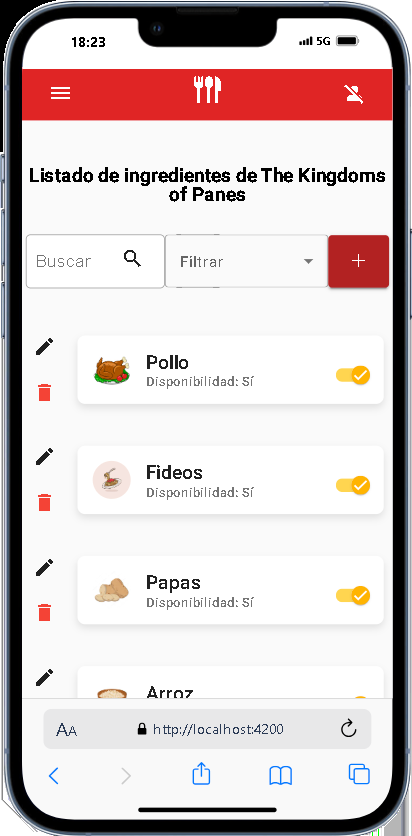 18:23
5G
Listado de ingredientes de The Kingdoms
of Panes
Buscar
Filtrar
+
Pollo
Disponibilidad: Sí
Fideos
Disponibilidad: Sí
Papas
Disponibilidad: Sí
Arroz
AA
http://localhost:4200